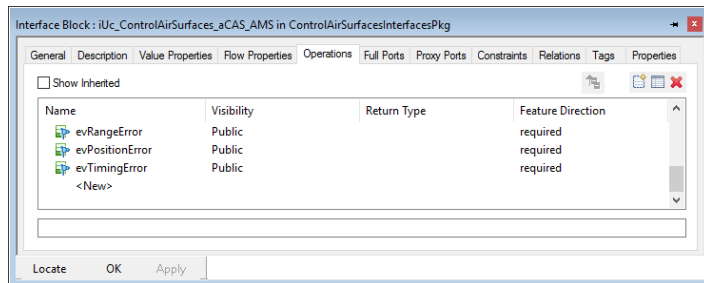 Interface Block : iUc_ControlAirSurfaces_aCAS_AMS in ControlAirSurfacesInterfacesPkg
General Description Value Properties Flow Properties Operations Full Ports Proxy Ports Constraints Relations Tags Properties
Show Inherited
Name Visibility Return Type Feature Direction
evRangeError Public required
evPositionError Public required
evTimingError Public required
<New>
Locate OK Apply